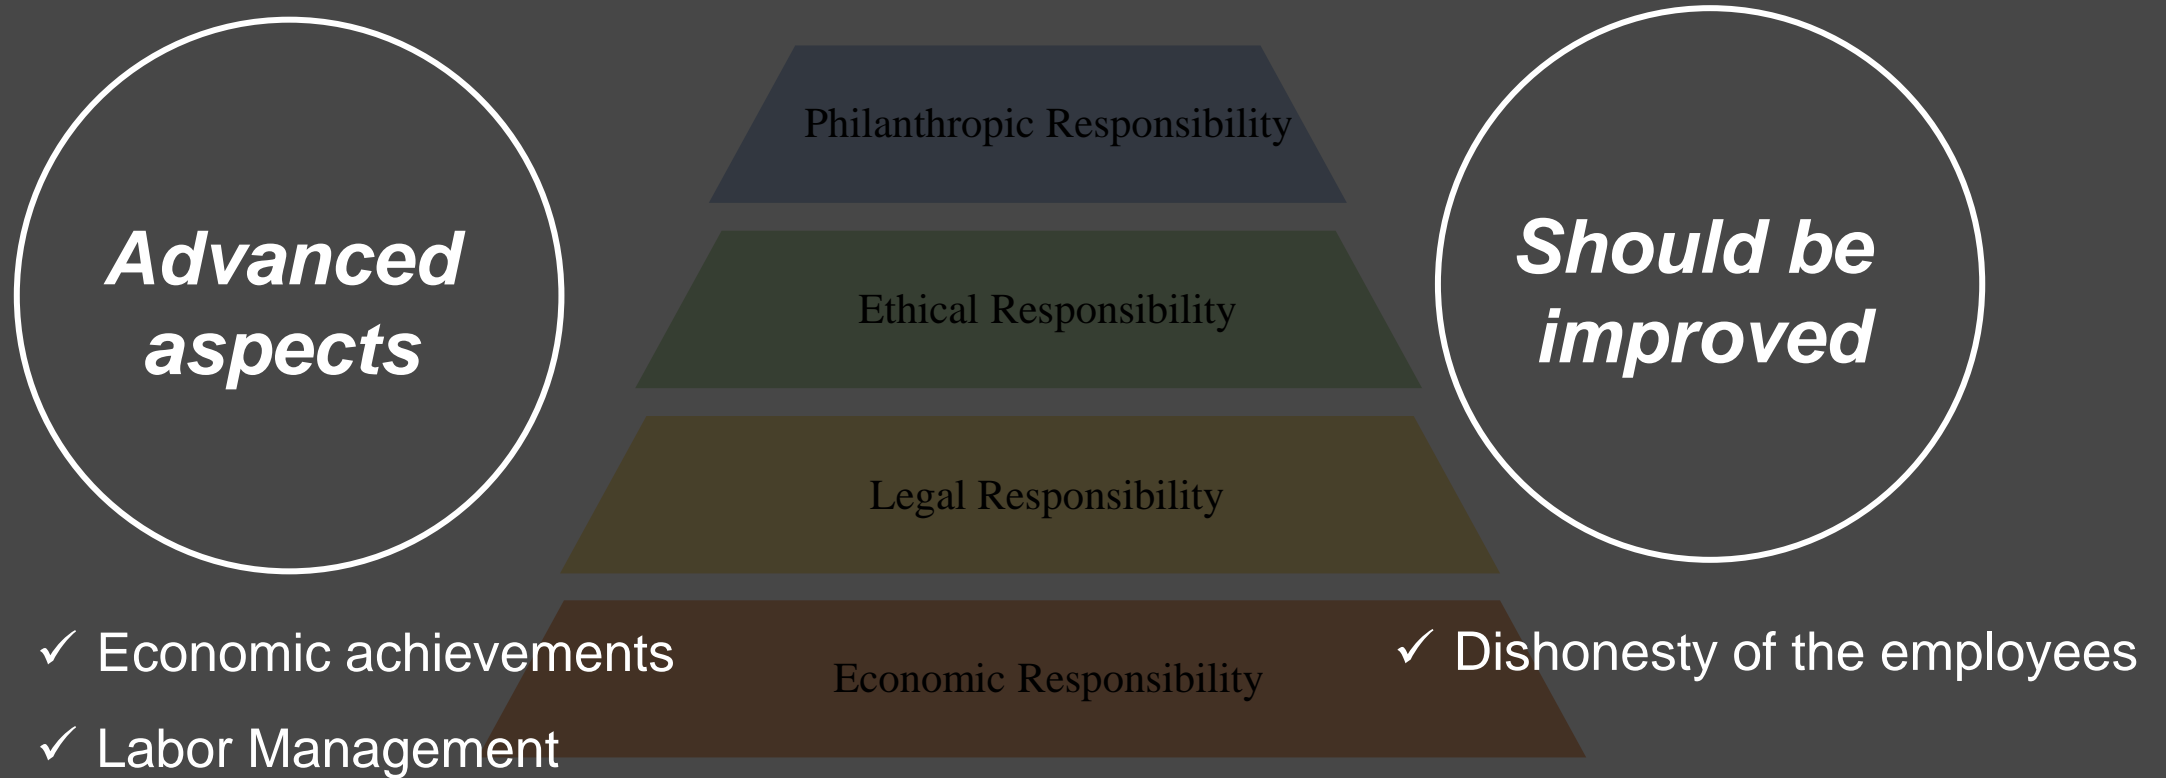 Advanced
aspects
✓ Economic achievements
✓ Labor Management
Philanthropic Responsibility
Ethical Responsibility
Legal Responsibility
Economic Responsibility
Should be
improved
✓ Dishonesty of the employees